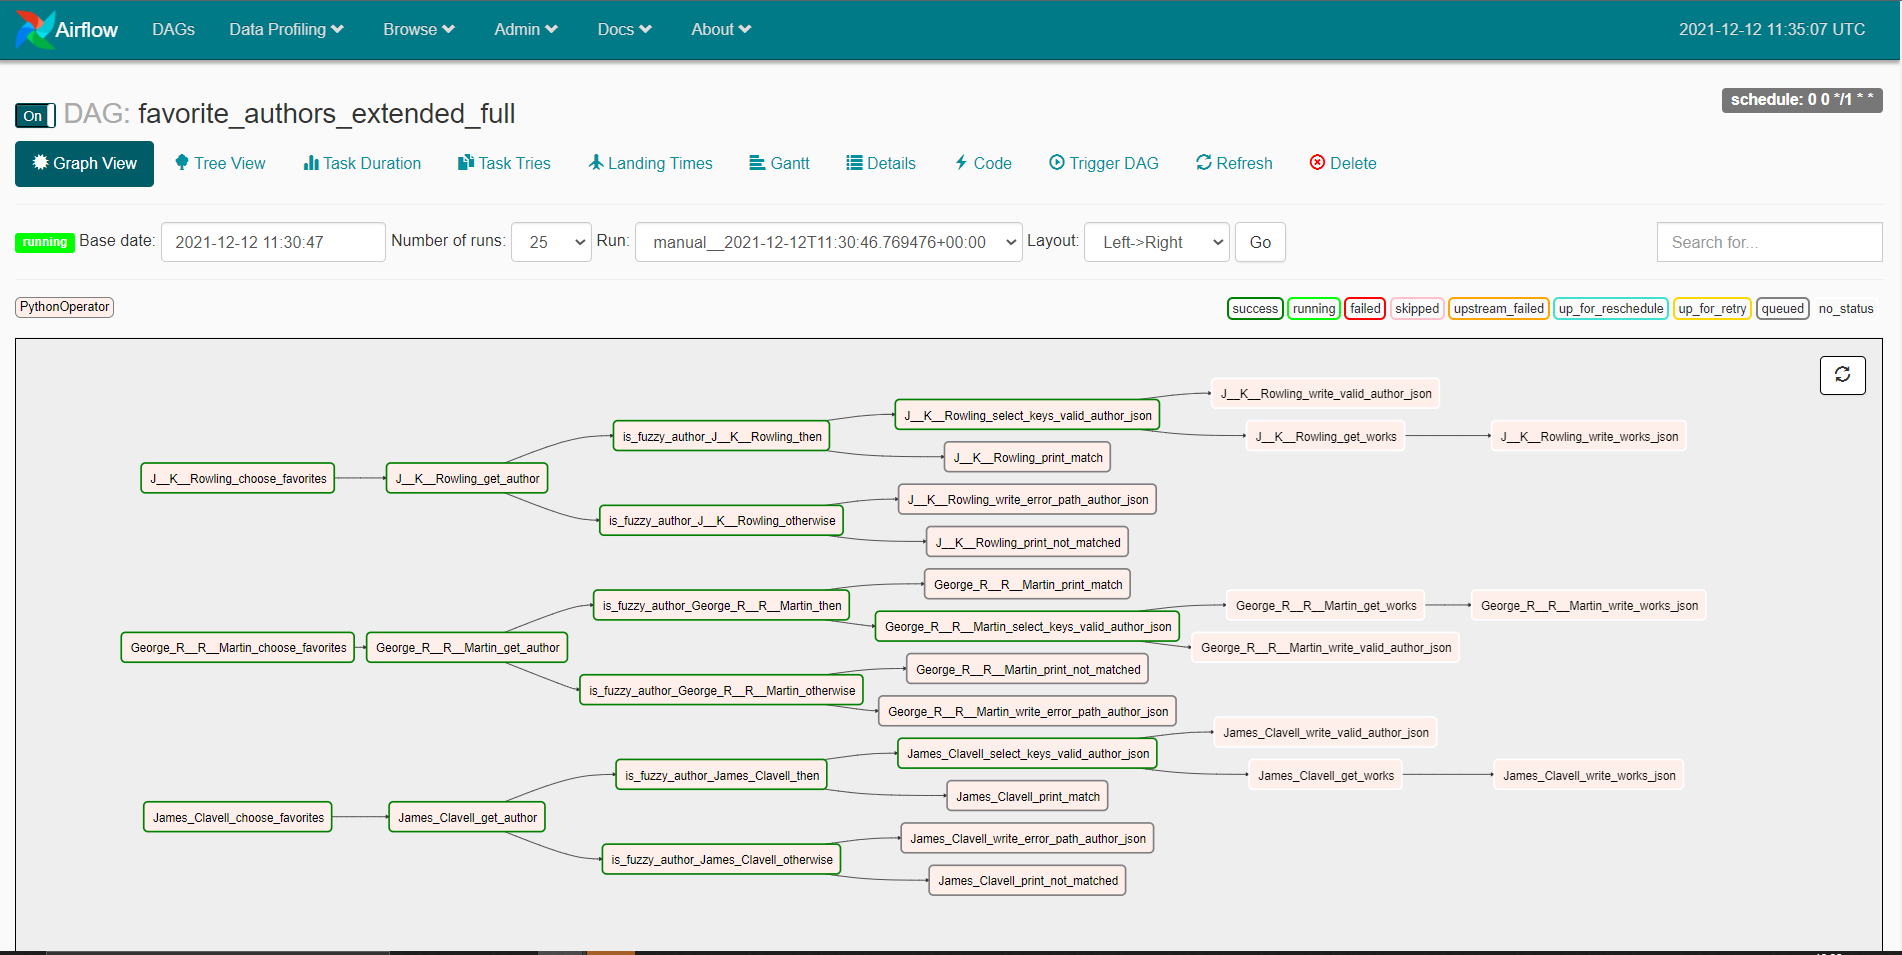 Airflow DAGs Data Profiling Browse Admin Docs About 2021-12-12 11:35:07 UTC
schedule: 0 0 */1 * *
On DAG: favorite_authors_extended_full
Graph View Tree View Task Duration Task Tries Landing Times Gantt Details Code Trigger DAG Refresh Delete
running Base date: 2021-12-12 11:30:47 Number of runs: 25 Run: manual__2021-12-12T11:30:46.769476+00:00 Layout: Left->Right Go Search for...
PythonOperator success running failed skipped upstream_failed up_for_reschedule up_for_retry queued no_status
J__K__Rowling_write_valid_author_json
J__K__Rowling_select_keys_valid_author_json
is_fuzzy_author_J__K__Rowling_then J__K__Rowling_get_works J__K__Rowling_write_works_json
J__K__Rowling_print_match
J__K__Rowling_choose_favorites J__K__Rowling_get_author
J__K__Rowling_write_error_path_author_json
is_fuzzy_author_J__K__Rowling_otherwise
J__K__Rowling_print_not_matched
George_R__R__Martin_print_match
is_fuzzy_author_George_R__R__Martin_then George_R__R__Martin_get_works George_R__R__Martin_write_works_json
George_R__R__Martin_select_keys_valid_author_json
George_R__R__Martin_choose_favorites George_R__R__Martin_get_author George_R__R__Martin_write_valid_author_json
George_R__R__Martin_print_not_matched
is_fuzzy_author_George_R__R__Martin_otherwise
George_R__R__Martin_write_error_path_author_json
James_Clavell_write_valid_author_json
James_Clavell_select_keys_valid_author_json
is_fuzzy_author_James_Clavell_then James_Clavell_get_works James_Clavell_write_works_json
James_Clavell_print_match
James_Clavell_choose_favorites James_Clavell_get_author
James_Clavell_write_error_path_author_json
is_fuzzy_author_James_Clavell_otherwise
James_Clavell_print_not_matched